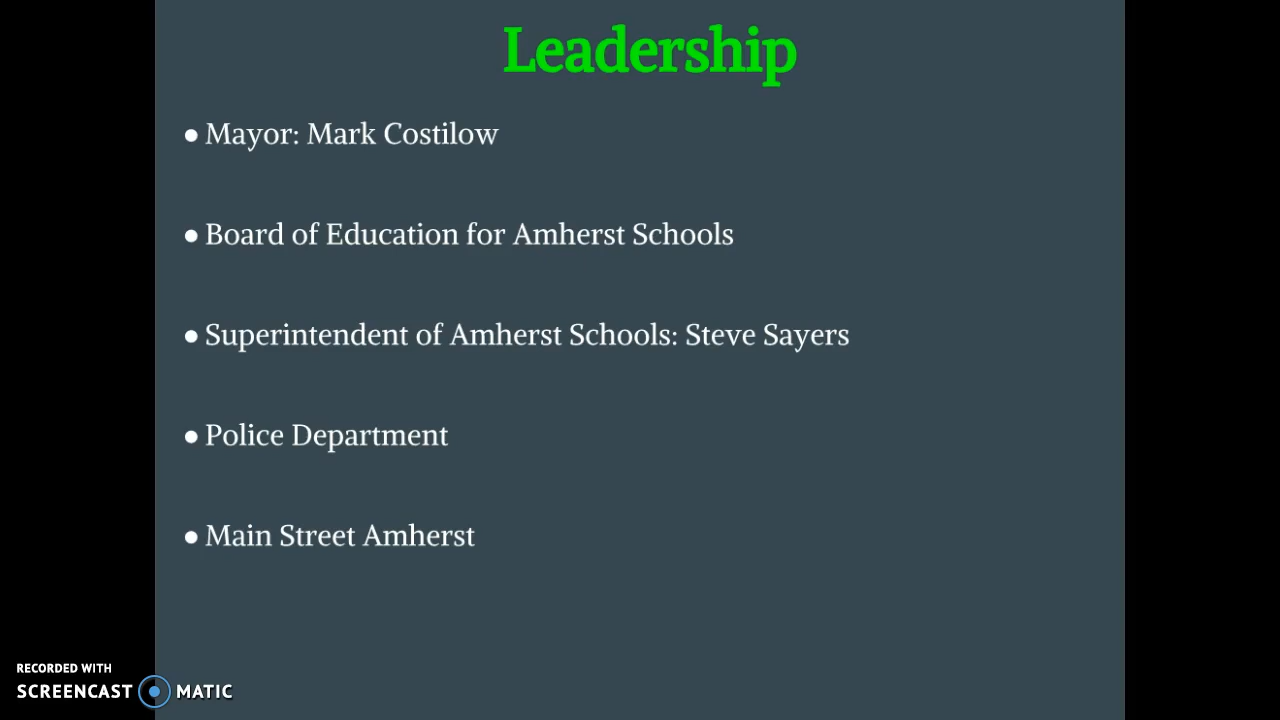 Leadership
● Mayor: Mark Costilow
● Board of Education for Amherst Schools
● Superintendent of Amherst Schools: Steve Sayers
● Police Department
● Main Street Amherst
RECORDED WITH
SCREENCAST MATIC